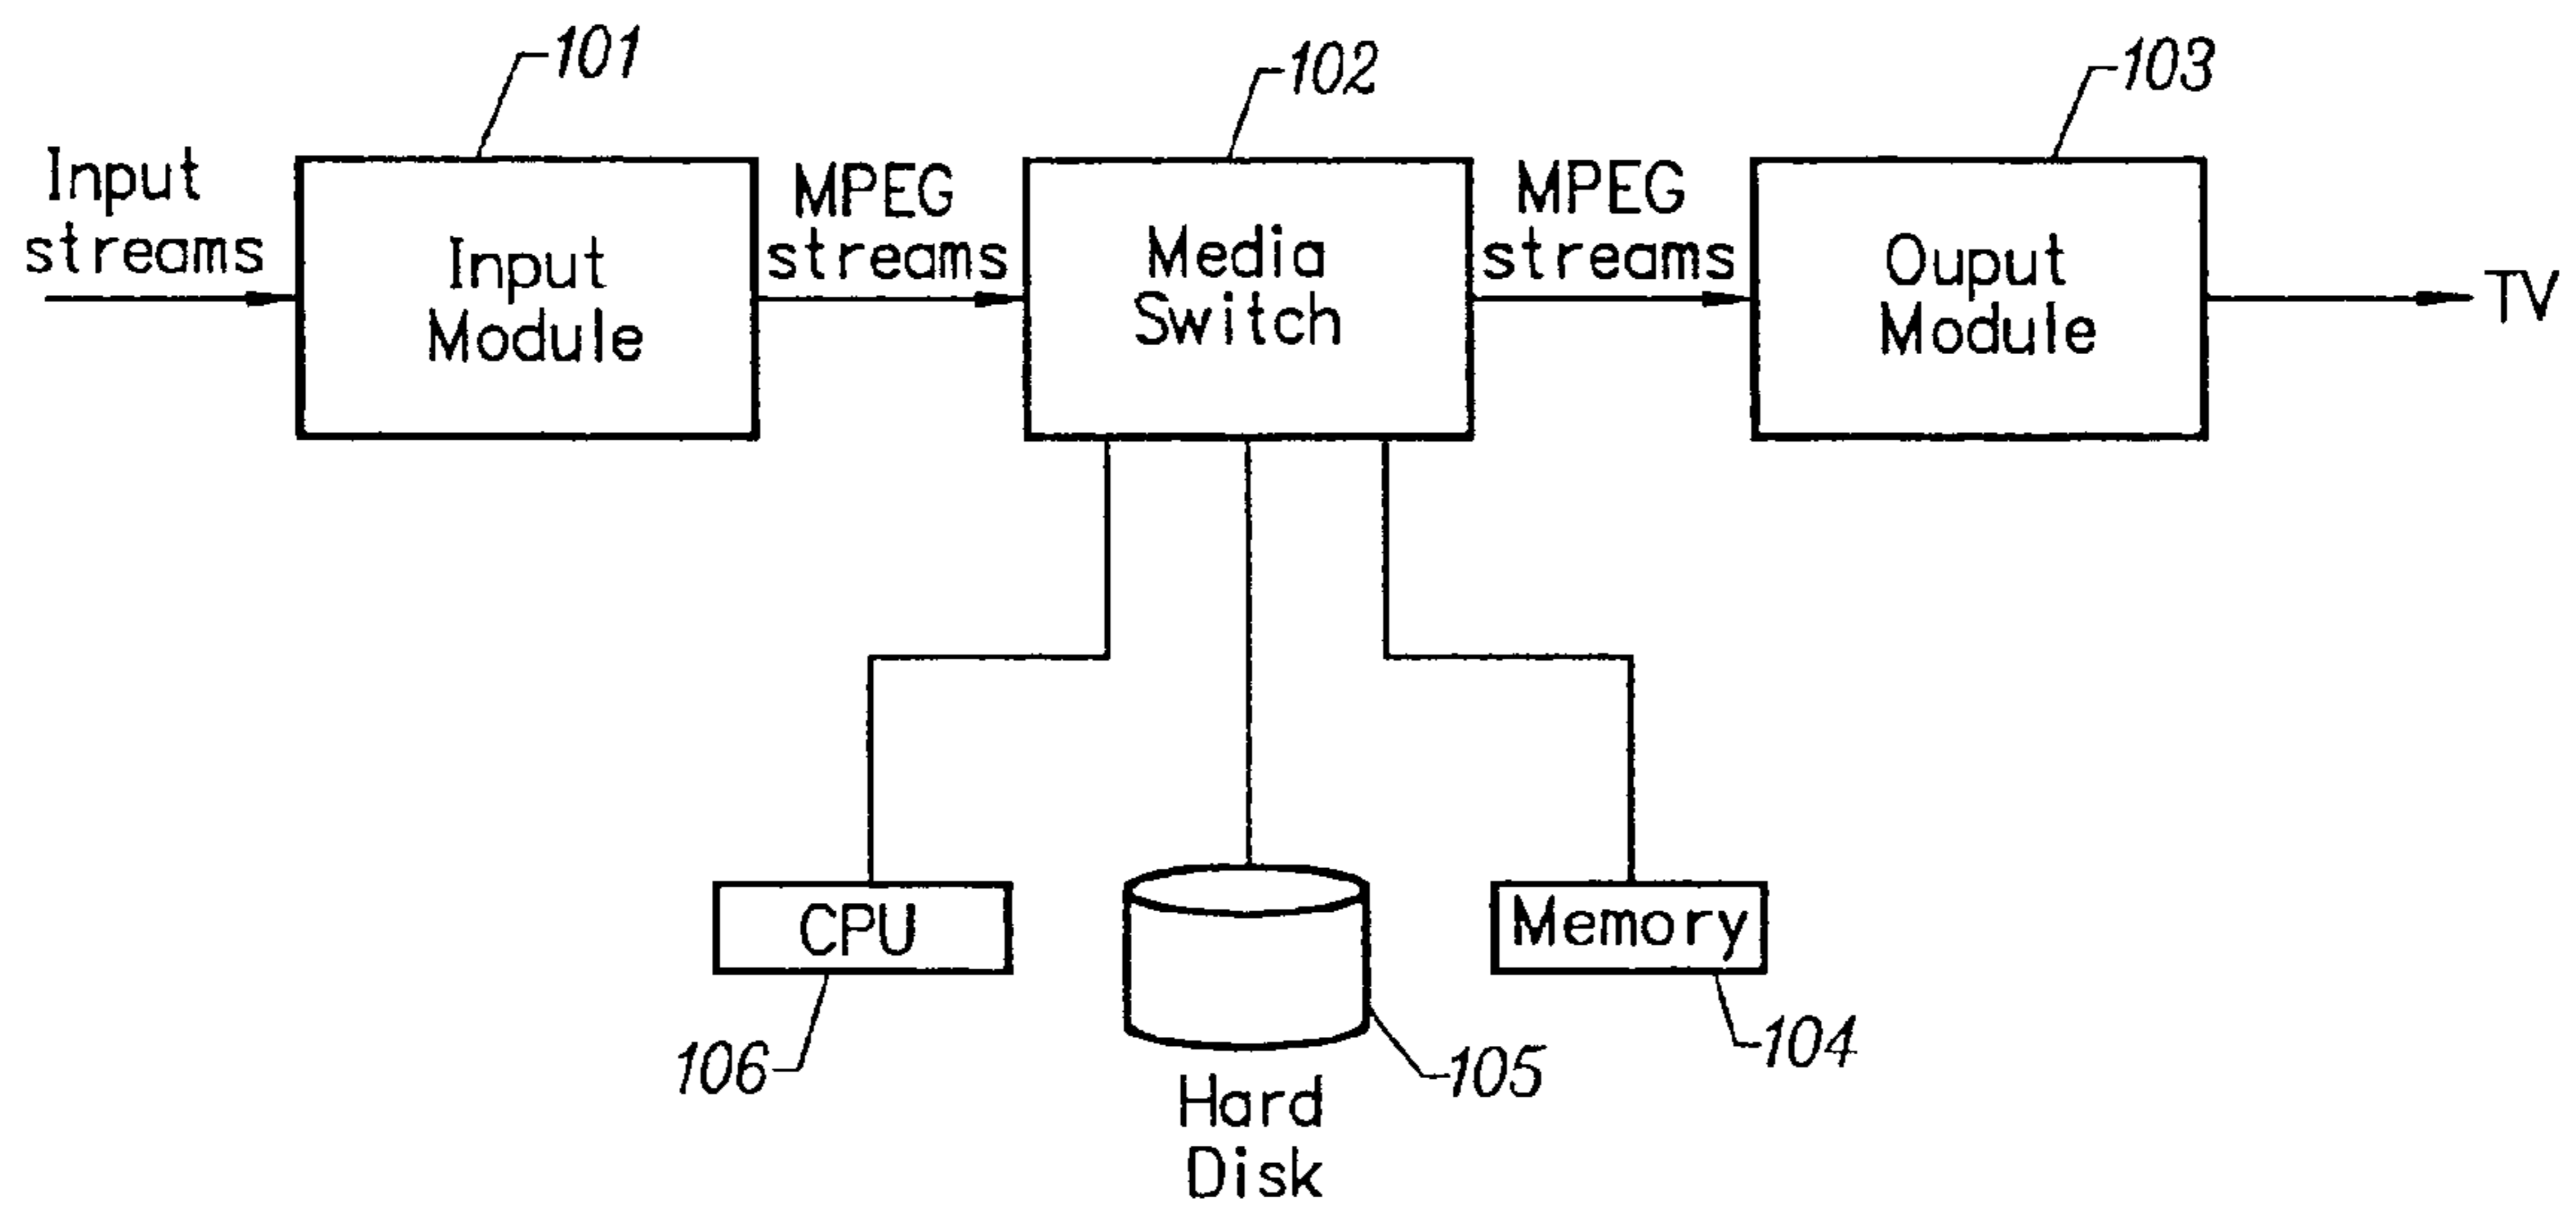 101
102
103
Input
streams
Input
Module
MPEG
streams
Media
Switch
MPEG
streams
Ouput
Module
TV
CPU
Memory
106
105
104
Hard
Disk